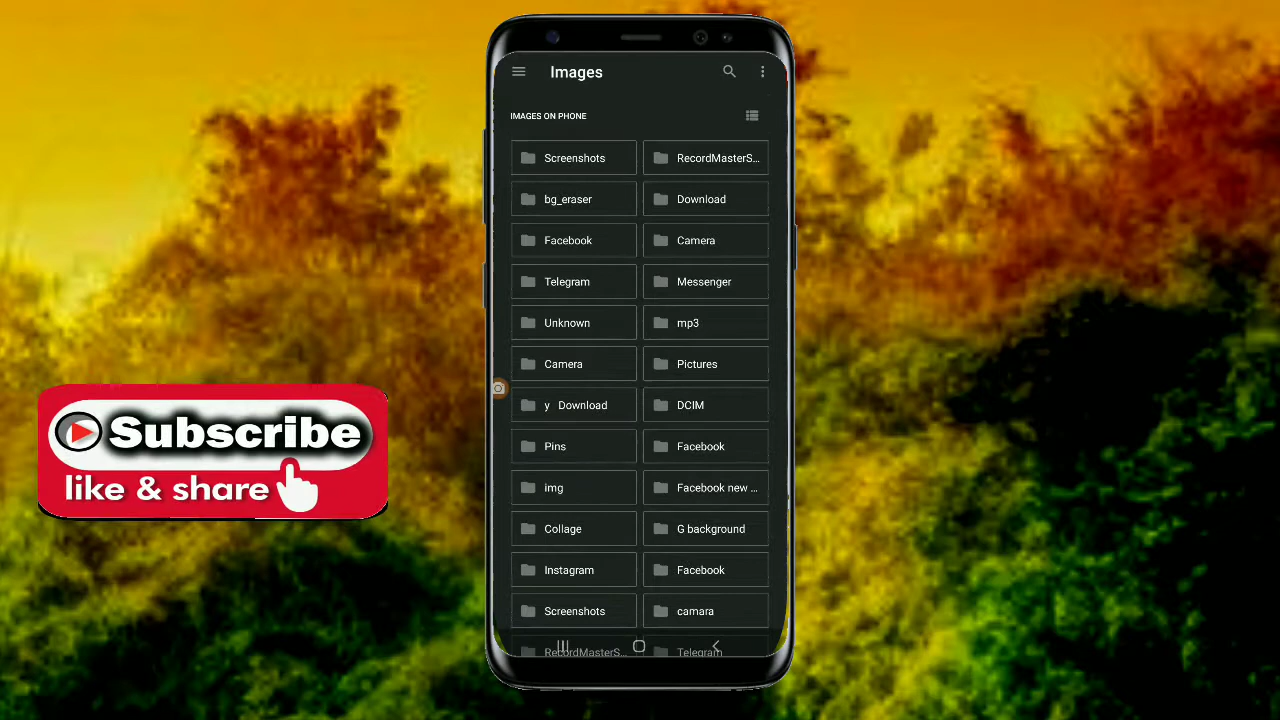 Images
IMAGES ON PHONE
Screenshots
RecordMasterS...
bg_eraser
Download
Facebook
Camera
Telegram
Messenger
Unknown
mp3
Camera
Pictures
y Download
DCIM
Pins
Facebook
img
Facebook new ...
Collage
G background
Instagram
Facebook
Screenshots
camara
RecordMasterS...
Telegram
Subscribe
like & share